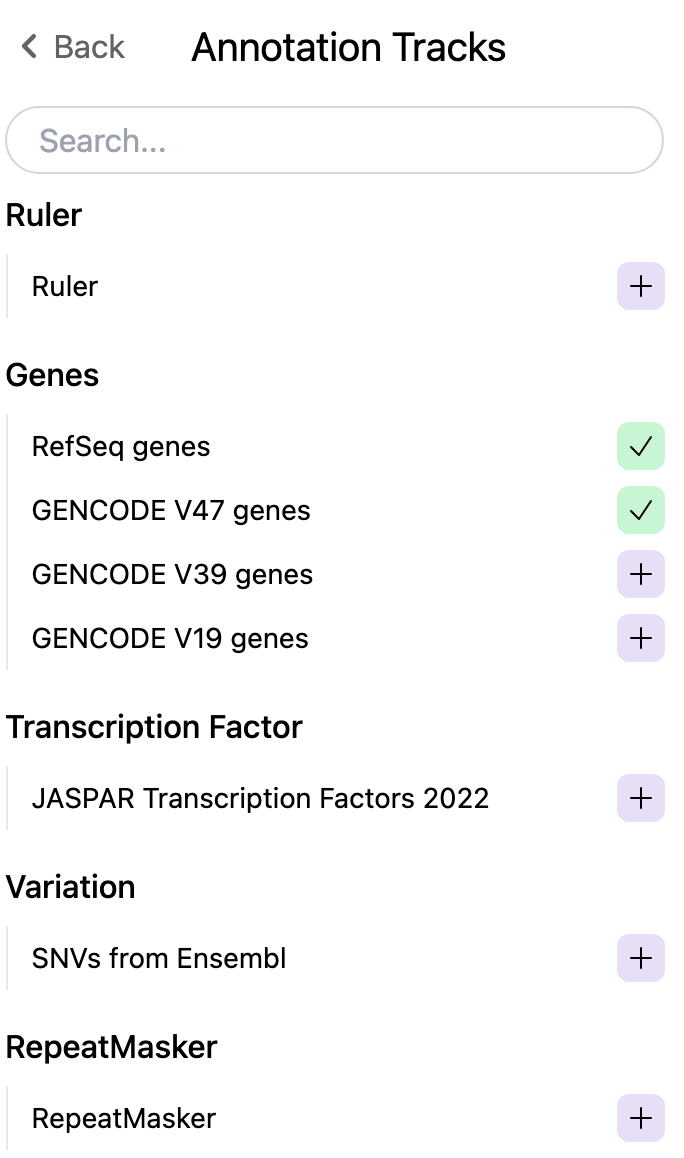 Back
Annotation Tracks
Search...
Ruler
Ruler
Genes
RefSeq genes
GENCODE V47 genes
GENCODE V39 genes
GENCODE V19 genes
Transcription Factor
JASPAR Transcription Factors 2022
Variation
SNVs from Ensembl
RepeatMasker
RepeatMasker